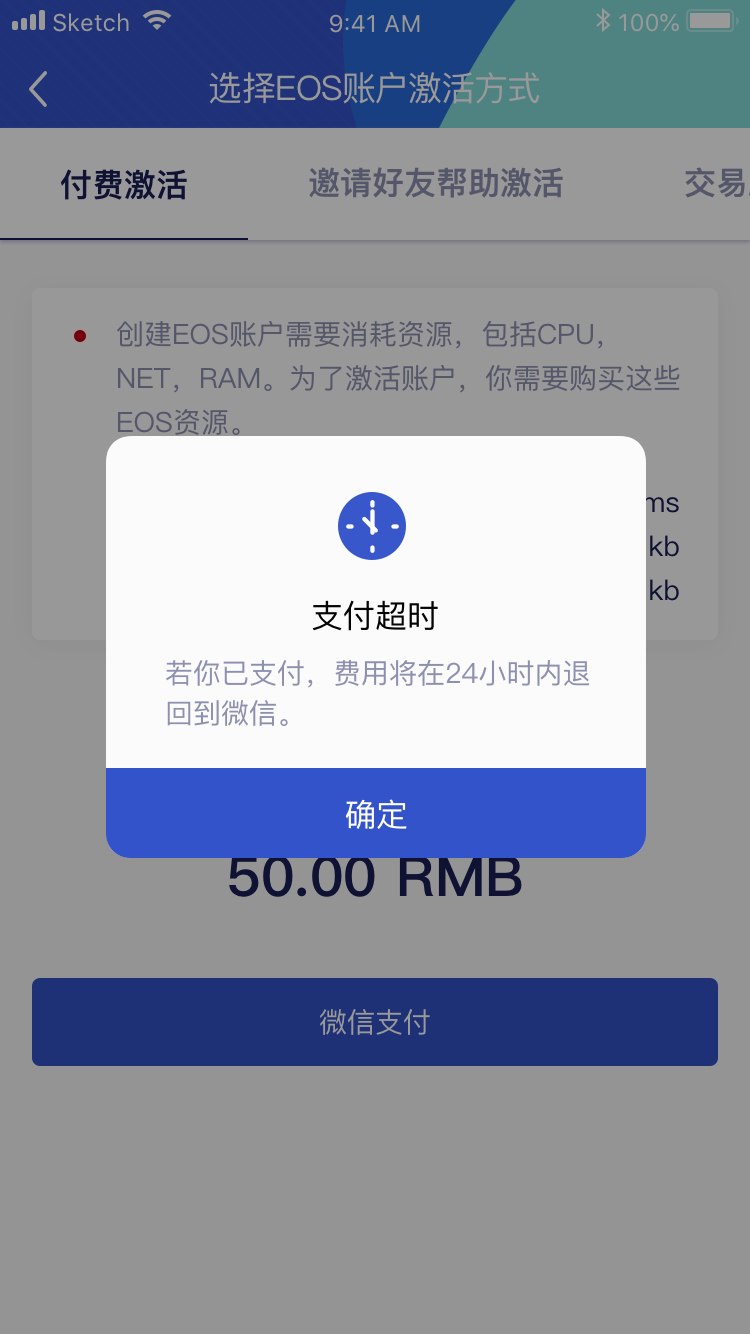 Sketch 9:41 AM 100%
选择EOS账户激活方式
付费激活 邀请好友帮助激活 交易
创建EOS账户需要消耗资源，包括CPU，
NET，RAM。为了激活账户，你需要购买这些
EOS资源。
ms
kb
kb
支付超时
若你已支付，费用将在24小时内退
回到微信。
确定
50.00 RMB
微信支付